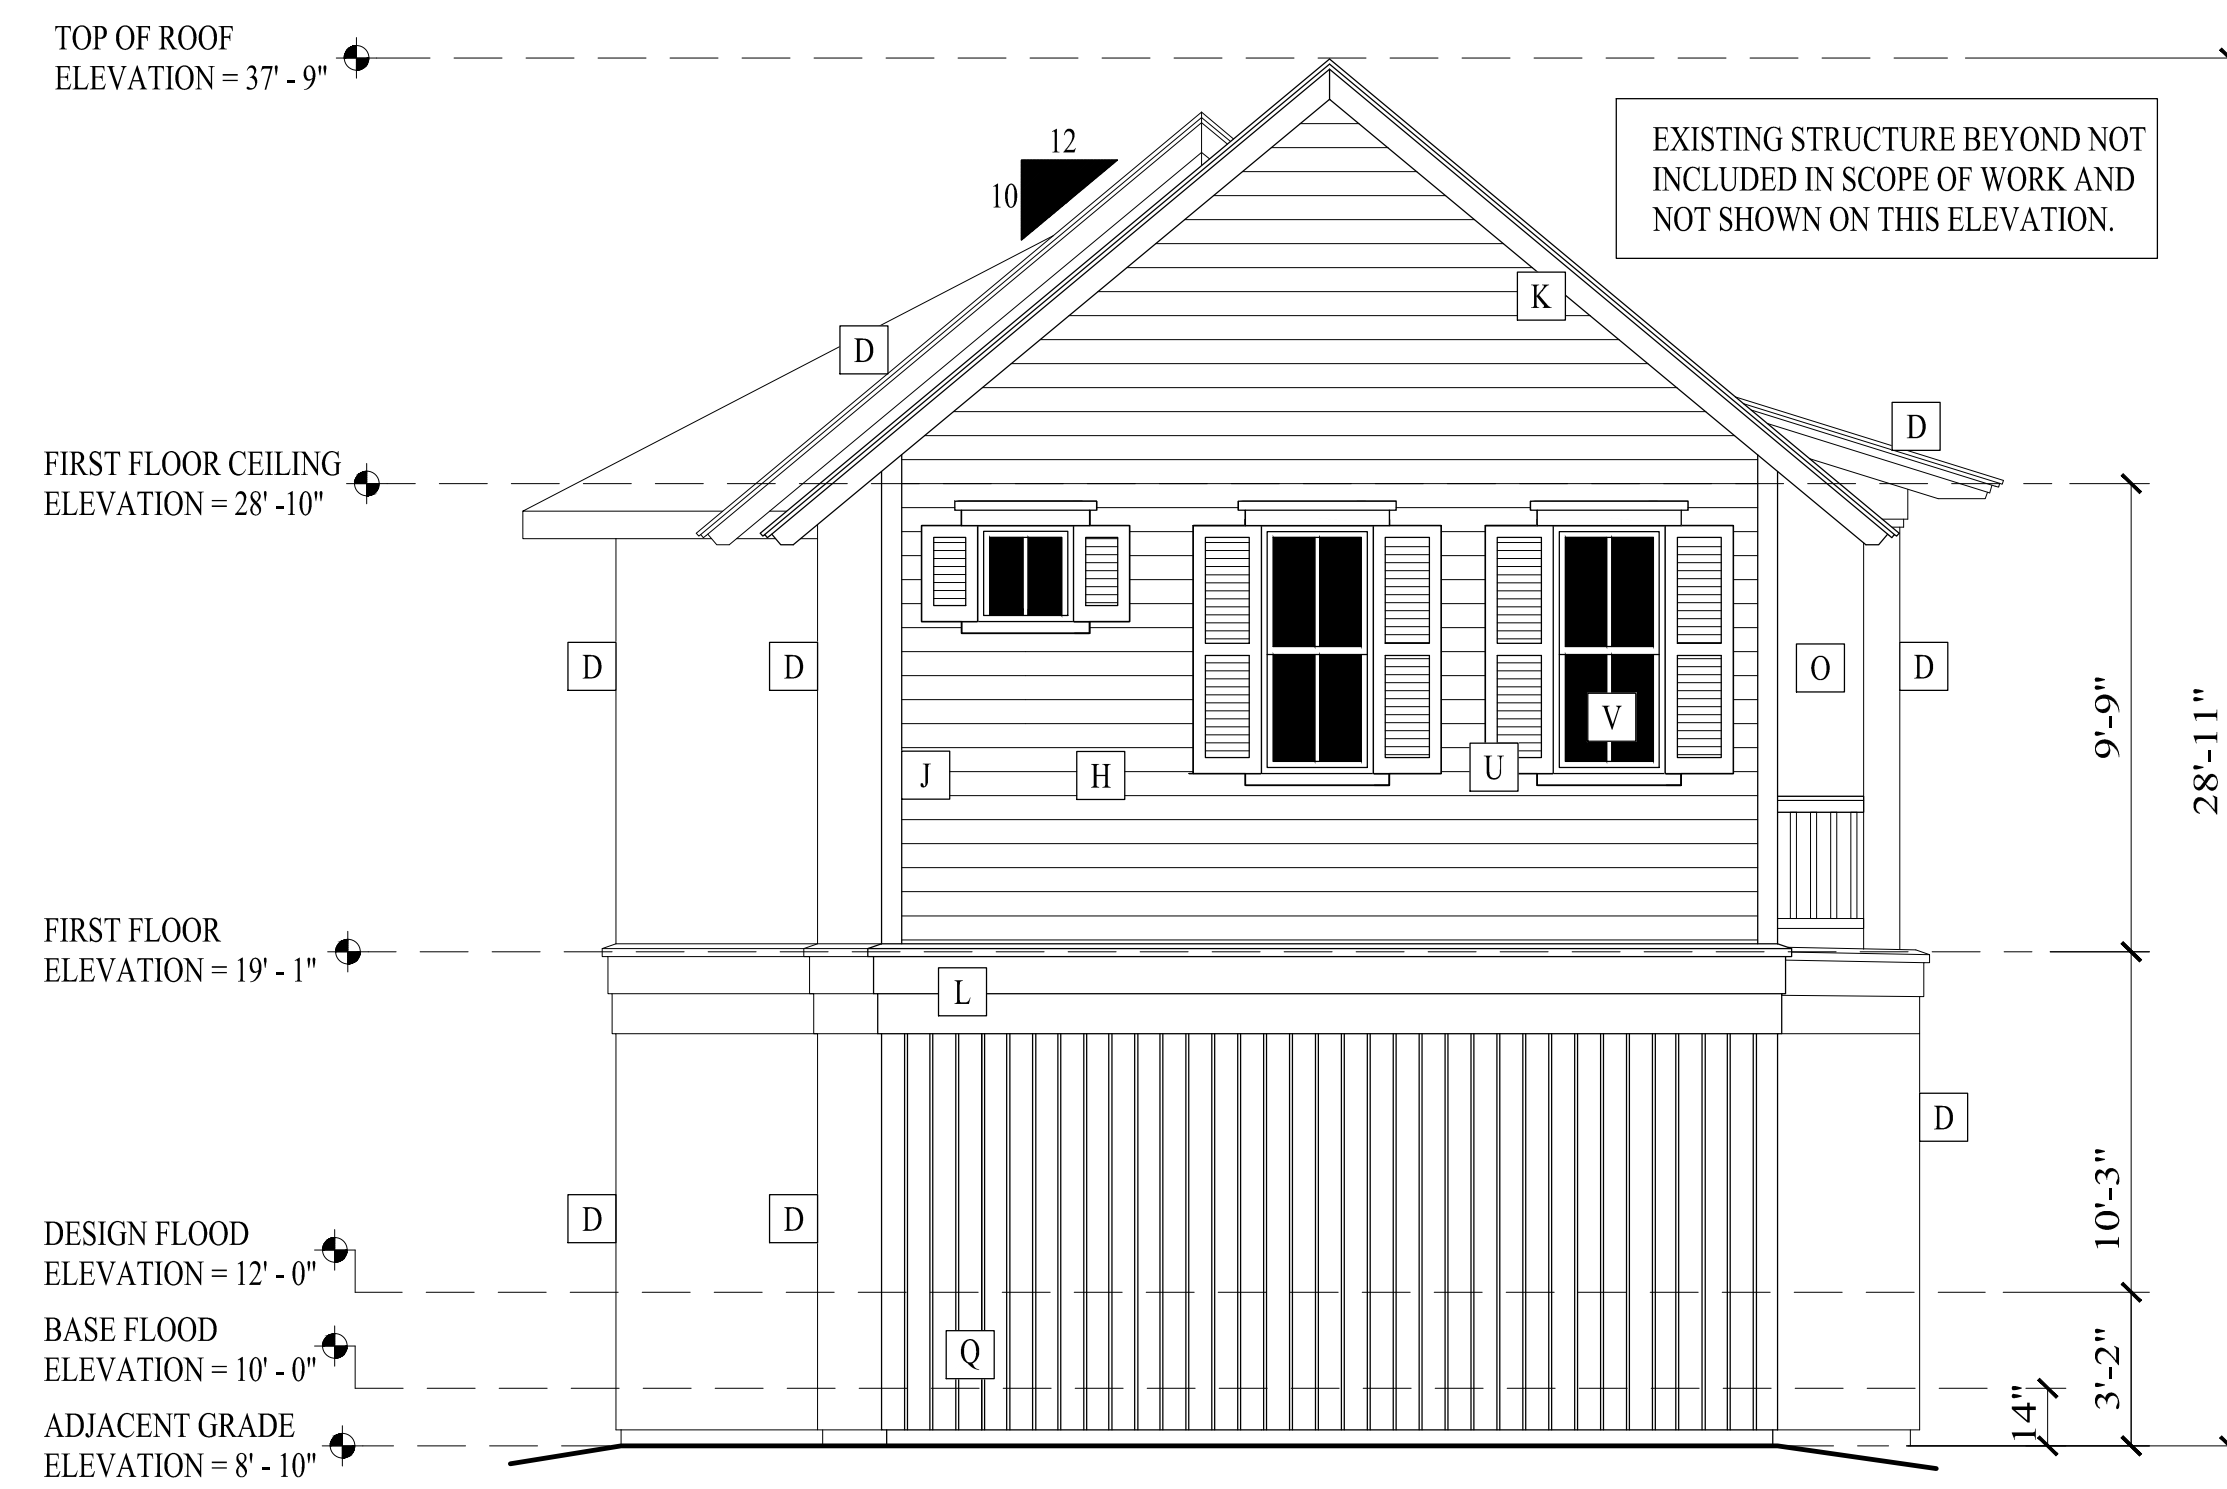 TOP OF ROOF
ELEVATION = 37' - 9"
EXISTING STRUCTURE BEYOND NOT
INCLUDED IN SCOPE OF WORK AND
NOT SHOWN ON THIS ELEVATION.
12
10
K
D
D
FIRST FLOOR CEILING
ELEVATION = 28' -10"
D
D
O
D
V
U
J
H
9'-9"
28'-11"
FIRST FLOOR
ELEVATION = 19' - 1"
L
D
D
D
10'-3"
DESIGN FLOOD
ELEVATION = 12' - 0"
BASE FLOOD
ELEVATION = 10' - 0"
Q
3'-2"
14"
ADJACENT GRADE
ELEVATION = 8' - 10"